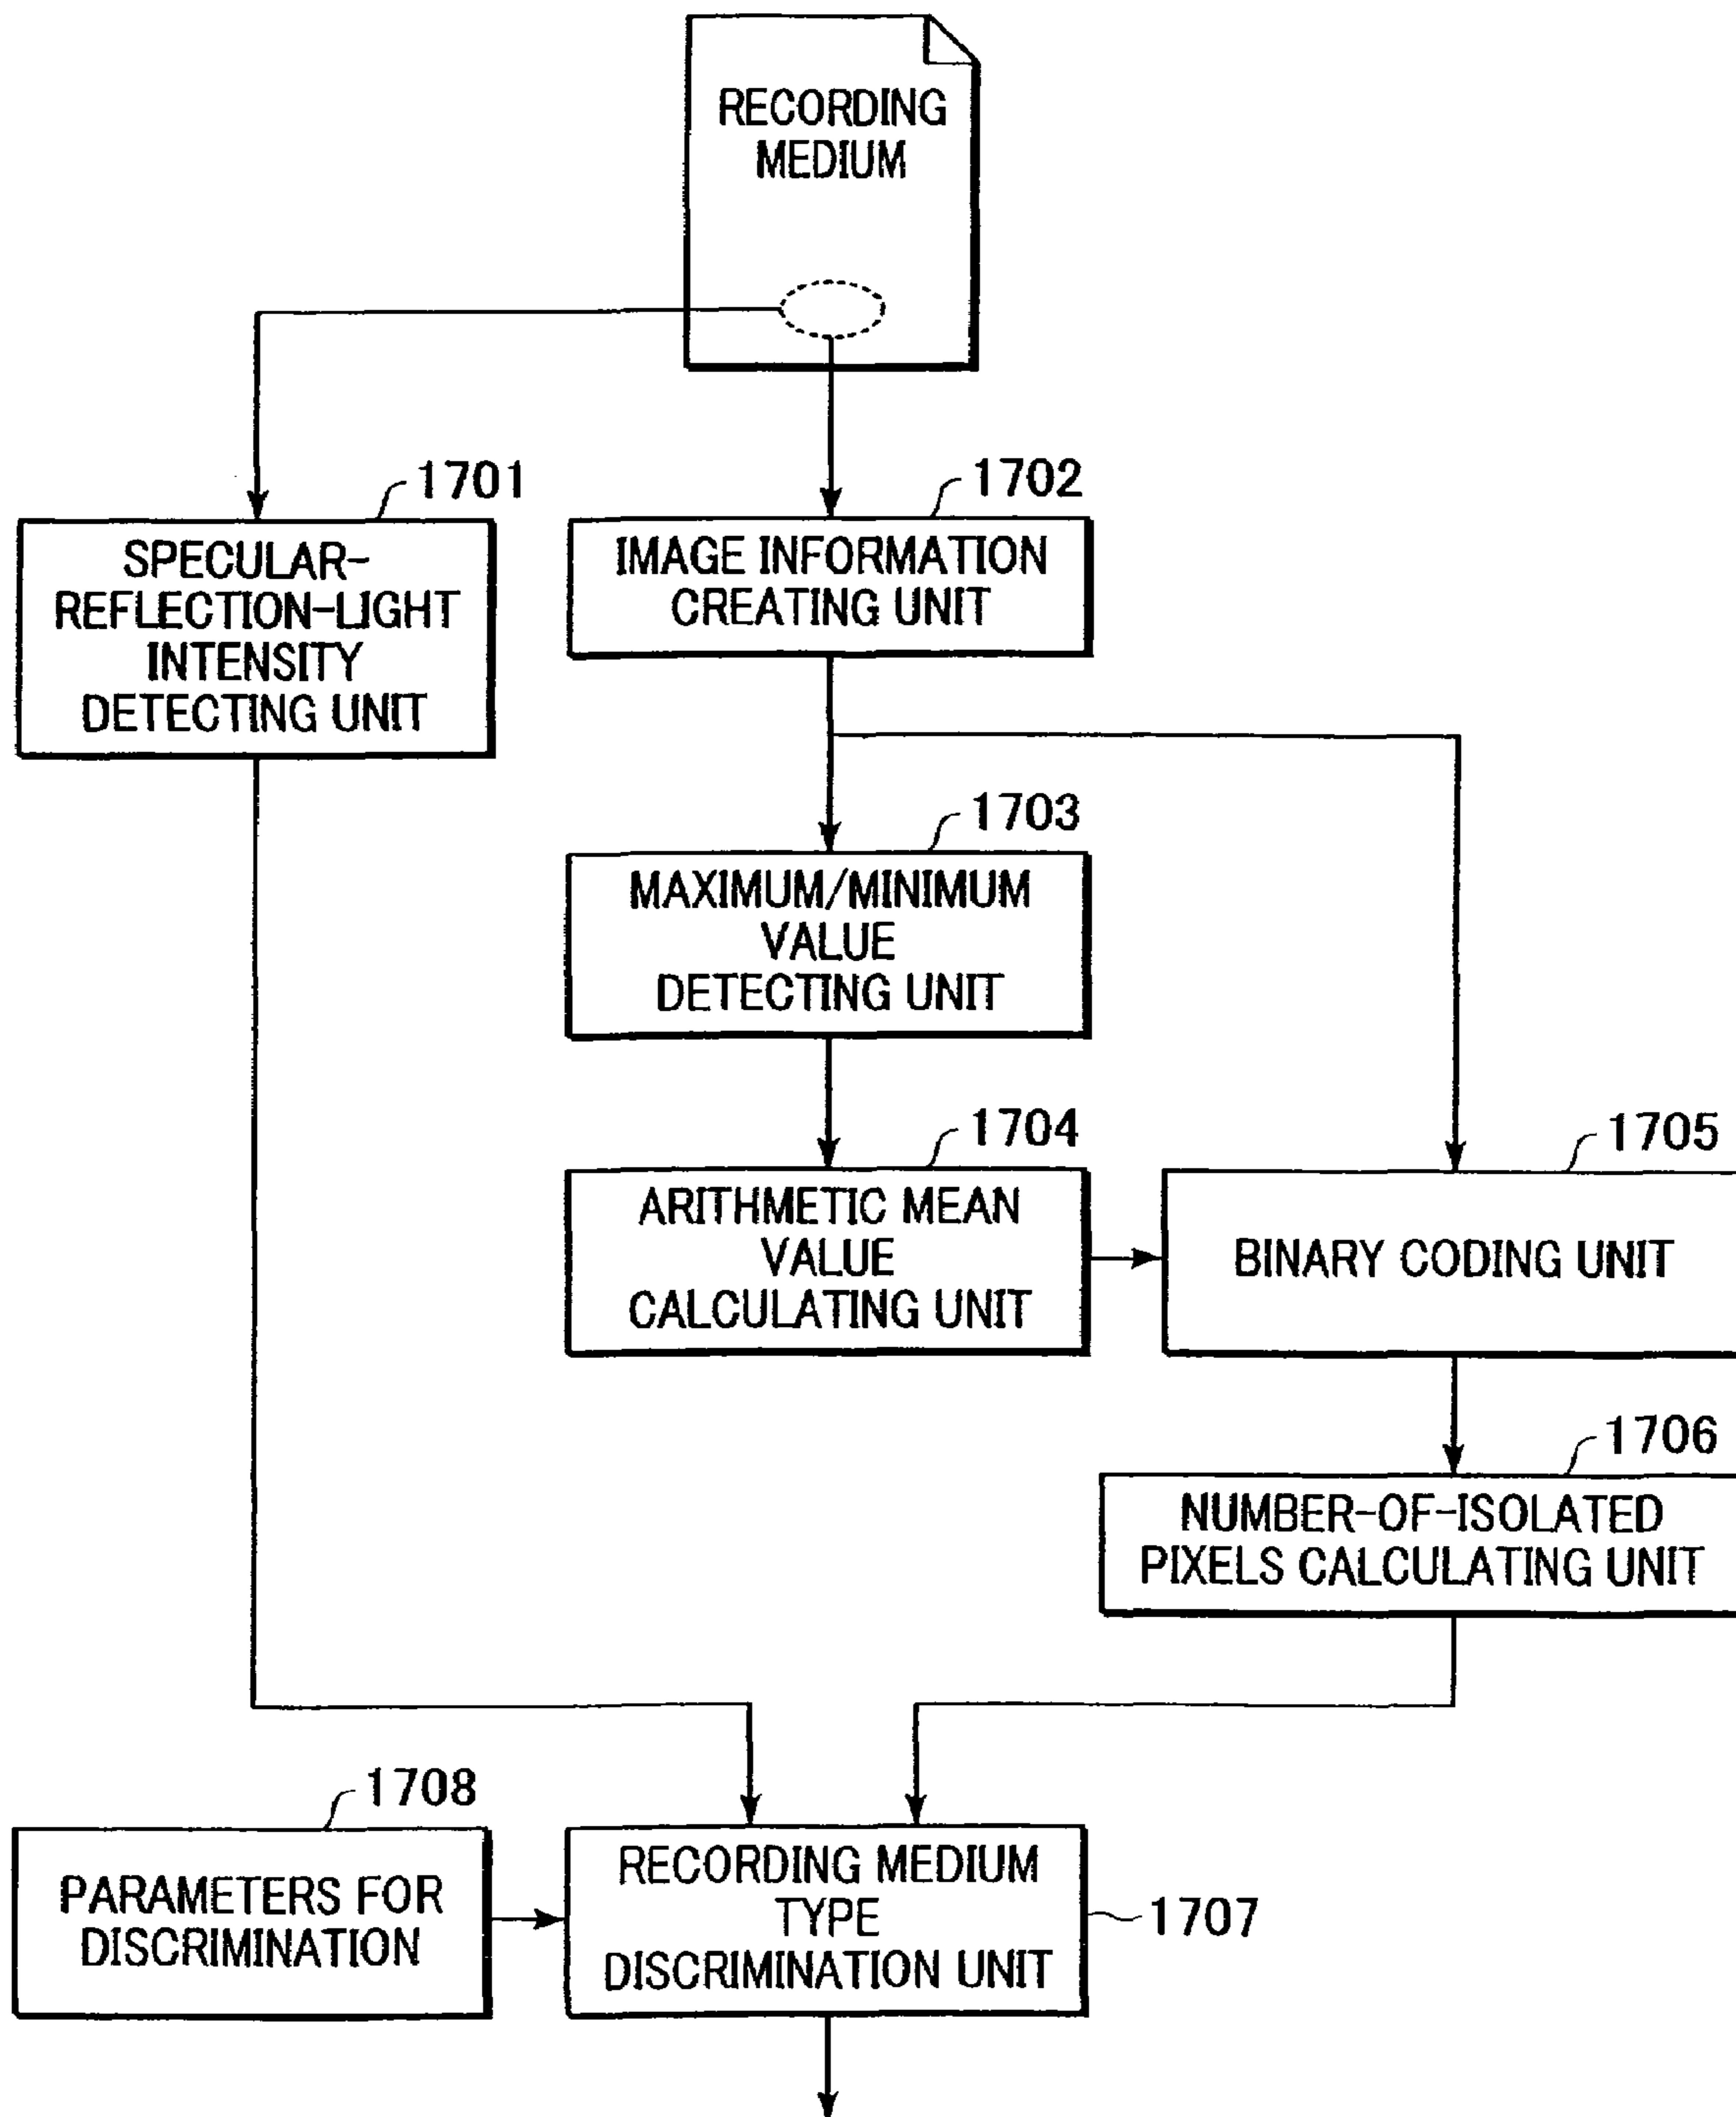 RECORDING
MEDIUM
1701
1702
SPECULAR-
REFLECTION-LIGHT
INTENSITY
DETECTING UNIT
IMAGE INFORMATION
CREATING UNIT
1703
MAXIMUM/MINIMUM
VALUE
DETECTING UNIT
1704
1705
ARITHMETIC MEAN
VALUE
CALCULATING UNIT
BINARY CODING UNIT
1706
NUMBER-OF-ISOLATED
PIXELS CALCULATING UNIT
1708
PARAMETERS FOR
DISCRIMINATION
RECORDING MEDIUM
TYPE
DISCRIMINATION UNIT
1707